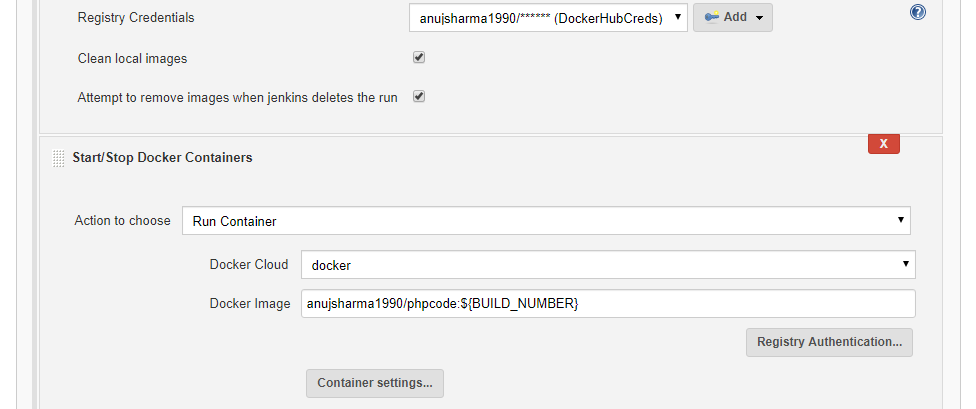 Registry Credentials
anujsharma1990/****** (DockerHubCreds)
Add
?
Clean local images
Attempt to remove images when jenkins deletes the run
X
Start/Stop Docker Containers
Action to choose
Run Container
Docker Cloud
docker
Docker Image
anujsharma1990/phpcode:${BUILD_NUMBER}
Registry Authentication...
Container settings...